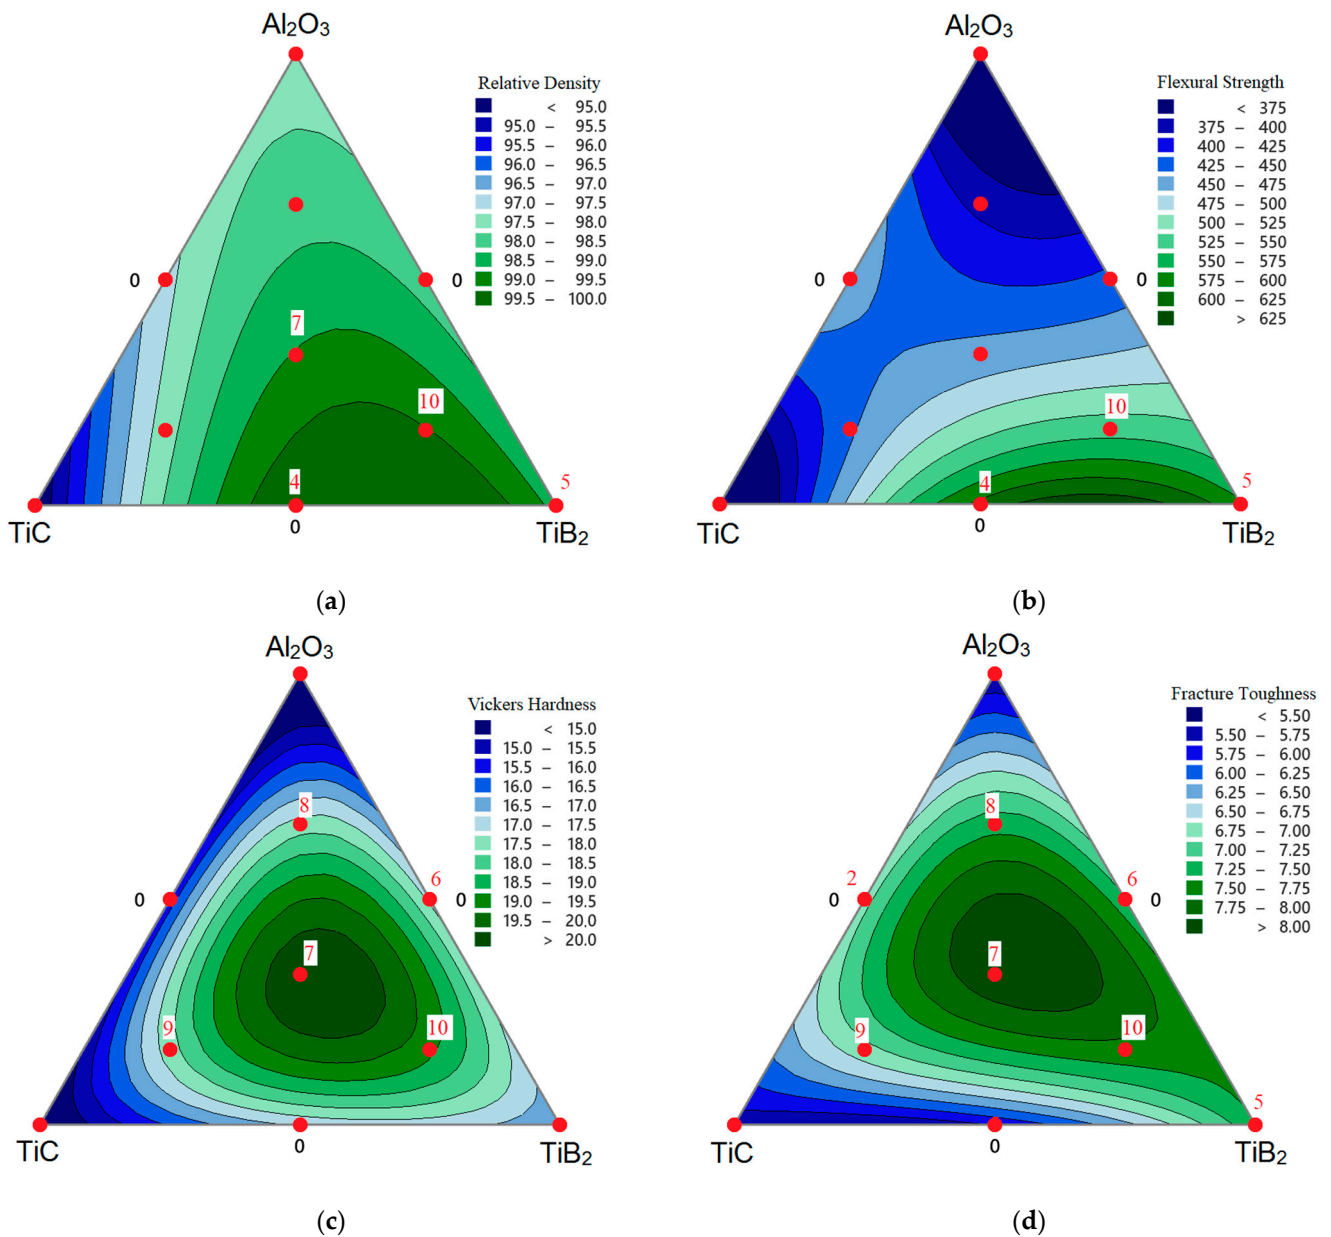 Al₂O₃
Relative Density
< 95.0
95.0 – 95.5
95.5 – 96.0
96.0 – 96.5
96.5 – 97.0
97.0 – 97.5
97.5 – 98.0
98.0 – 98.5
98.5 – 99.0
99.0 – 99.5
99.5 – 100.0
0
0
7
10
4
5
TiC
0
TiB₂
(a)
Al₂O₃
Flexural Strength
< 375
375 – 400
400 – 425
425 – 450
450 – 475
475 – 500
500 – 525
525 – 550
550 – 575
575 – 600
600 – 625
> 625
0
0
10
4
5
TiC
0
TiB₂
(b)
Al₂O₃
Vickers Hardness
< 15.0
15.0 – 15.5
15.5 – 16.0
16.0 – 16.5
16.5 – 17.0
17.0 – 17.5
17.5 – 18.0
18.0 – 18.5
18.5 – 19.0
19.0 – 19.5
19.5 – 20.0
> 20.0
8
6
0
0
7
9
10
TiC
0
TiB₂
(c)
Al₂O₃
Fracture Toughness
< 5.50
5.50 – 5.75
5.75 – 6.00
6.00 – 6.25
6.25 – 6.50
6.50 – 6.75
6.75 – 7.00
7.00 – 7.25
7.25 – 7.50
7.50 – 7.75
7.75 – 8.00
> 8.00
8
2
6
0
0
7
9
10
5
TiC
0
TiB₂
(d)